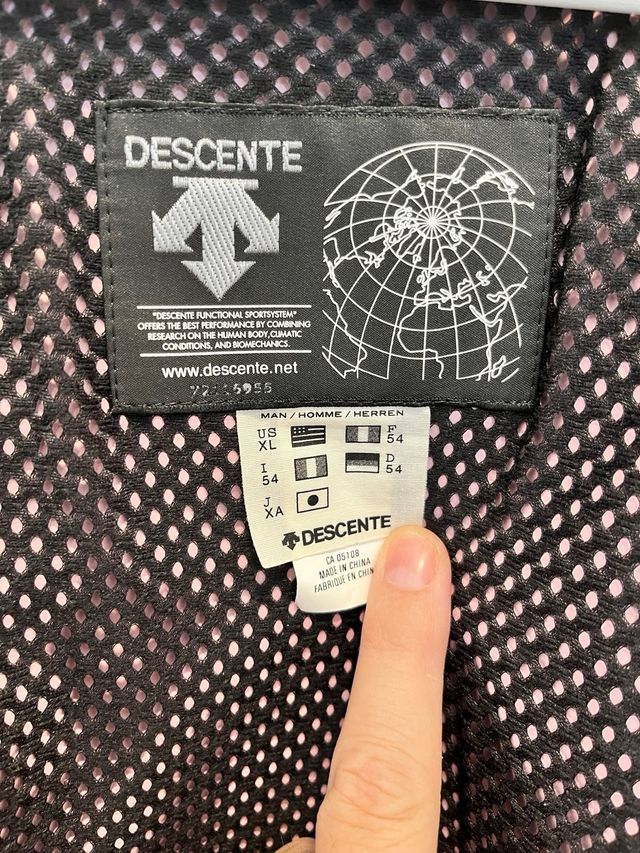 DESCENTE
"DESCENTE FUNCTIONAL SPORTSYSTEM"
OFFERS THE BEST PERFORMANCE BY COMBINING
RESEARCH ON THE HUMAN BODY, CLIMATIC
CONDITIONS, AND BIOMECHANICS.
www.descente.net
MAN / HOMME / HERREN
US XL F 54
I 54 D 54
J XA
DESCENTE
CA 05108
MADE IN CHINA
FABRIQUÉ EN